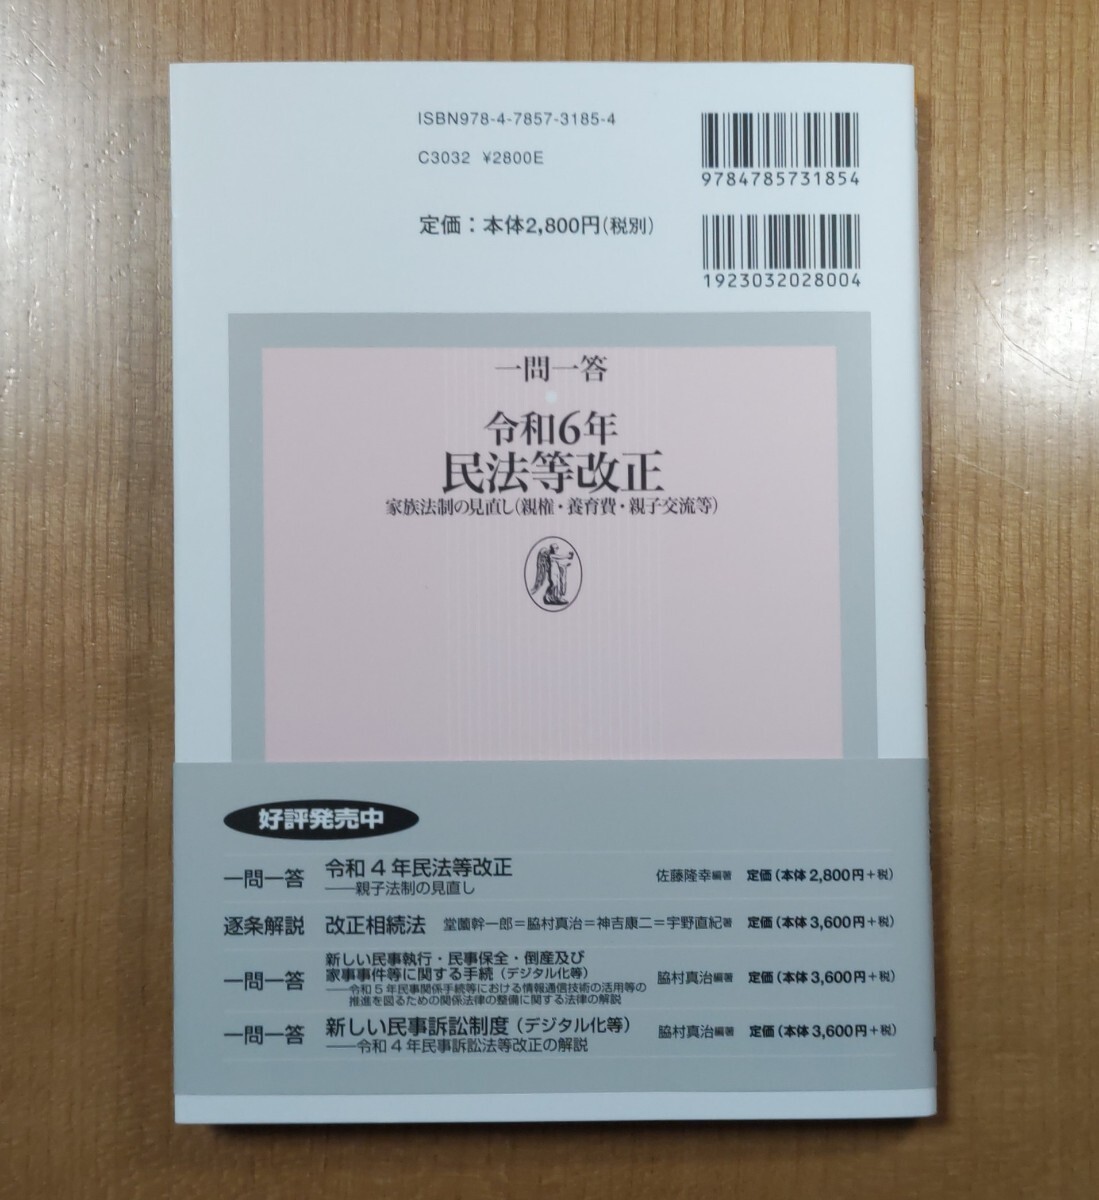 ISBN978-4-7857-3185-4
C3032 ¥2800E
定価：本体2,800円（税別）
9784785731854
1923032028004
一問一答
令和6年
民法等改正
家族法制の見直し（親権・養育費・親子交流等）
好評発売中
一問一答 令和4年民法等改正 佐藤隆幸編著 定価（本体2,800円＋税）
──親子法制の見直し
逐条解説 改正相続法 堂薗幹一郎＝脇村真治＝神吉康二＝宇野直紀著 定価（本体3,600円＋税）
新しい民事執行・民事保全・倒産及び
一問一答 家事事件等に関する手続（デジタル化等） 脇村真治編著 定価（本体3,600円＋税）
──令和5年民事関係手続等における情報通信技術の活用等の
推進を図るための関係法律の整備に関する法律の解説
一問一答 新しい民事訴訟制度（デジタル化等） 脇村真治編著 定価（本体3,600円＋税）
──令和4年民事訴訟法等改正の解説